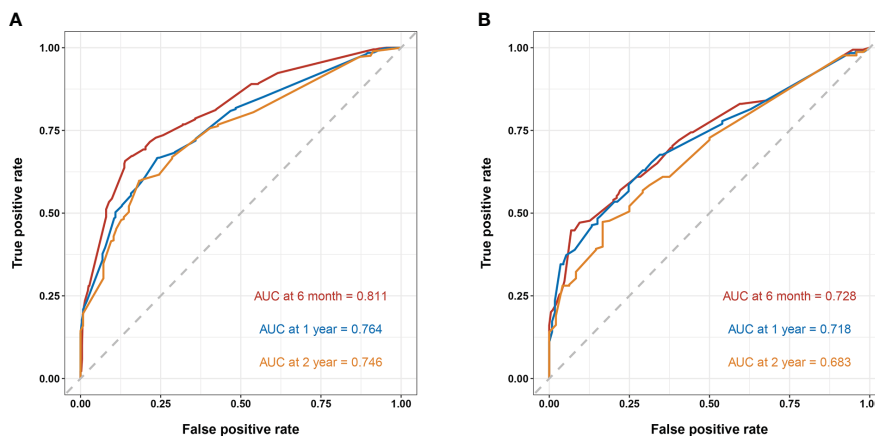 A
True positive rate
1.00
0.75
0.50
0.25
0.00
AUC at 6 month = 0.811
AUC at 1 year = 0.764
AUC at 2 year = 0.746
0.00 0.25 0.50 0.75 1.00
False positive rate
B
True positive rate
1.00
0.75
0.50
0.25
0.00
AUC at 6 month = 0.728
AUC at 1 year = 0.718
AUC at 2 year = 0.683
0.00 0.25 0.50 0.75 1.00
False positive rate